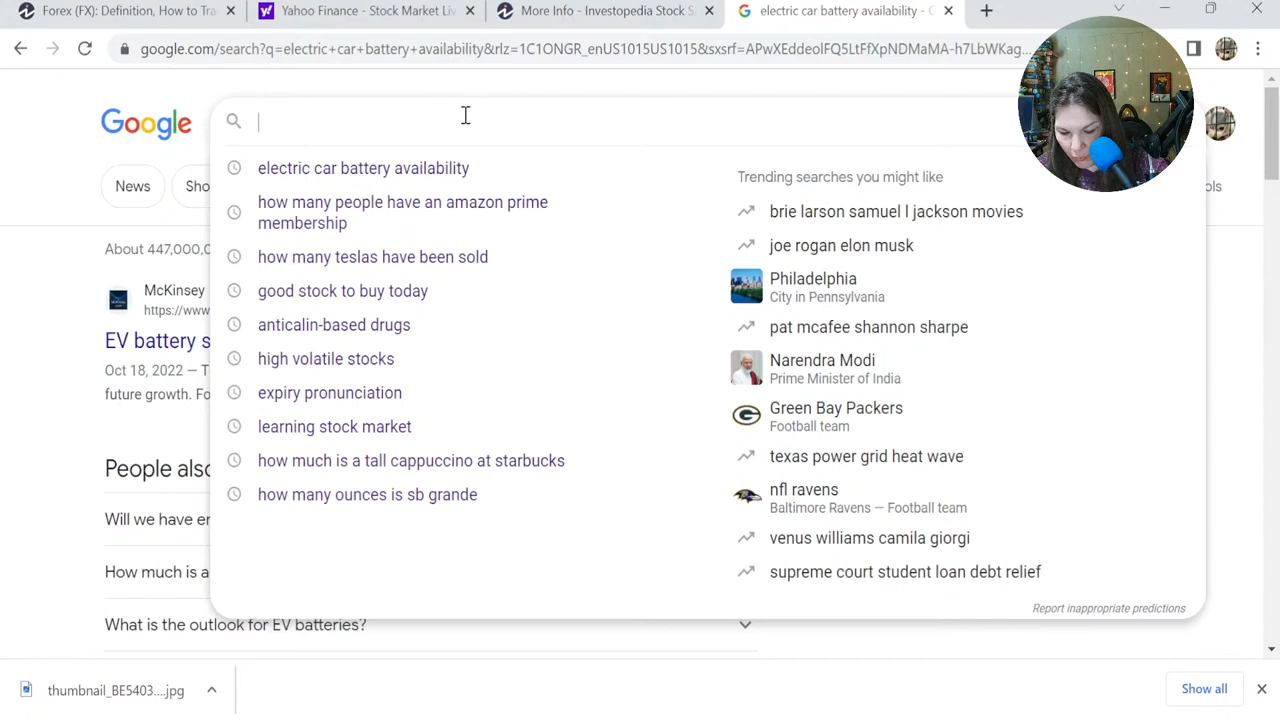 Forex (FX): Definition, How to Tra
Yahoo Finance - Stock Market Liv
More Info - Investopedia Stock S
electric car battery availability - G
google.com/search?q=electric+car+battery+availability&rlz=1C1ONGR_enUS1015US1015&sxsrf=APwXEddeolFQ5LtFfXpNDMaMA-h7LbWKag...
Google
News
Sho
ols
About 447,000,0
McKinsey
https://www
EV battery s
Oct 18, 2022 — T
future growth. Fo
People also
Will we have en
How much is a
What is the outlook for EV batteries?
electric car battery availability
how many people have an amazon prime
membership
how many teslas have been sold
good stock to buy today
anticalin-based drugs
high volatile stocks
expiry pronunciation
learning stock market
how much is a tall cappuccino at starbucks
how many ounces is sb grande
Trending searches you might like
brie larson samuel l jackson movies
joe rogan elon musk
Philadelphia
City in Pennsylvania
pat mcafee shannon sharpe
Narendra Modi
Prime Minister of India
Green Bay Packers
Football team
texas power grid heat wave
nfl ravens
Baltimore Ravens — Football team
venus williams camila giorgi
supreme court student loan debt relief
Report inappropriate predictions
thumbnail_BE5403....jpg
Show all